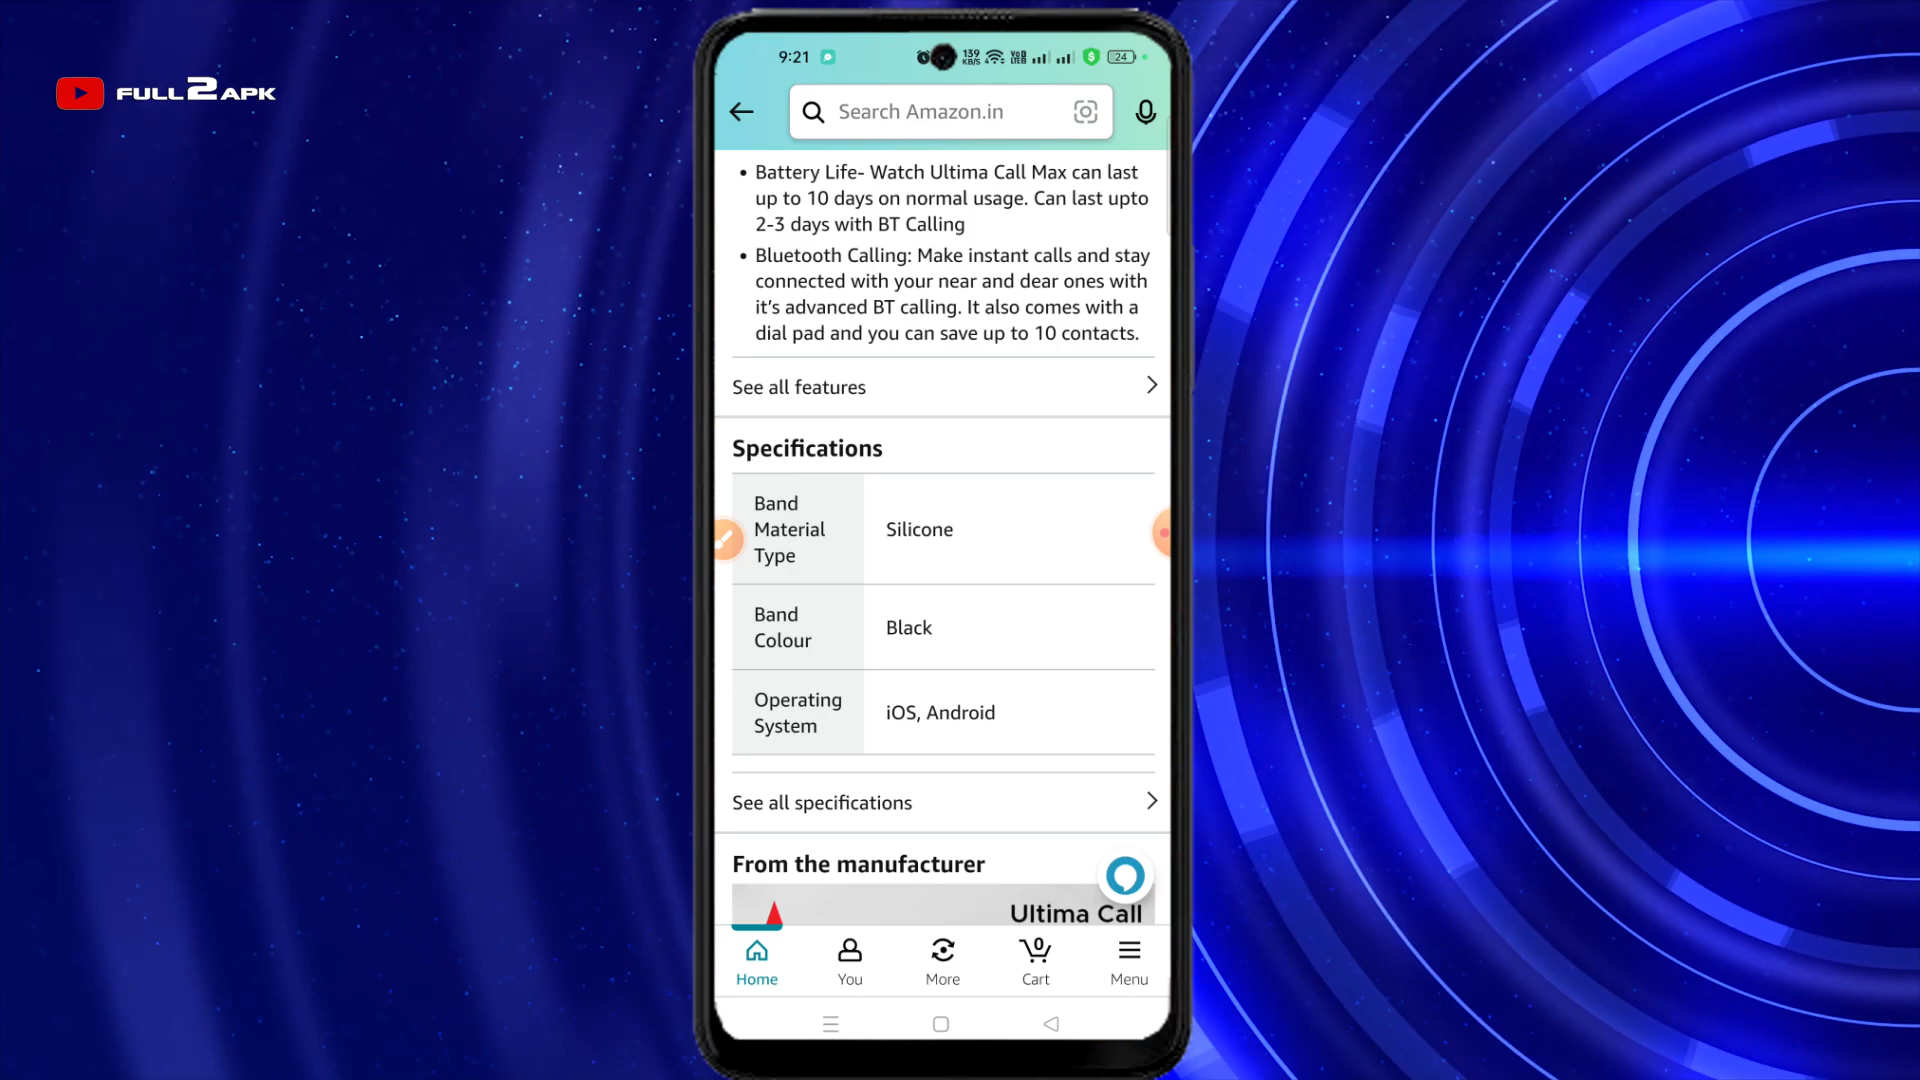 FULL2APK
9:21
139
KB/S
24
Search Amazon.in
• Battery Life- Watch Ultima Call Max can last
up to 10 days on normal usage. Can last upto
2-3 days with BT Calling
• Bluetooth Calling: Make instant calls and stay
connected with your near and dear ones with
it's advanced BT calling. It also comes with a
dial pad and you can save up to 10 contacts.
See all features
Specifications
Band
Material
Type
Silicone
Band
Colour
Black
Operating
System
iOS, Android
See all specifications
From the manufacturer
Ultima Call
0
Home
You
More
Cart
Menu